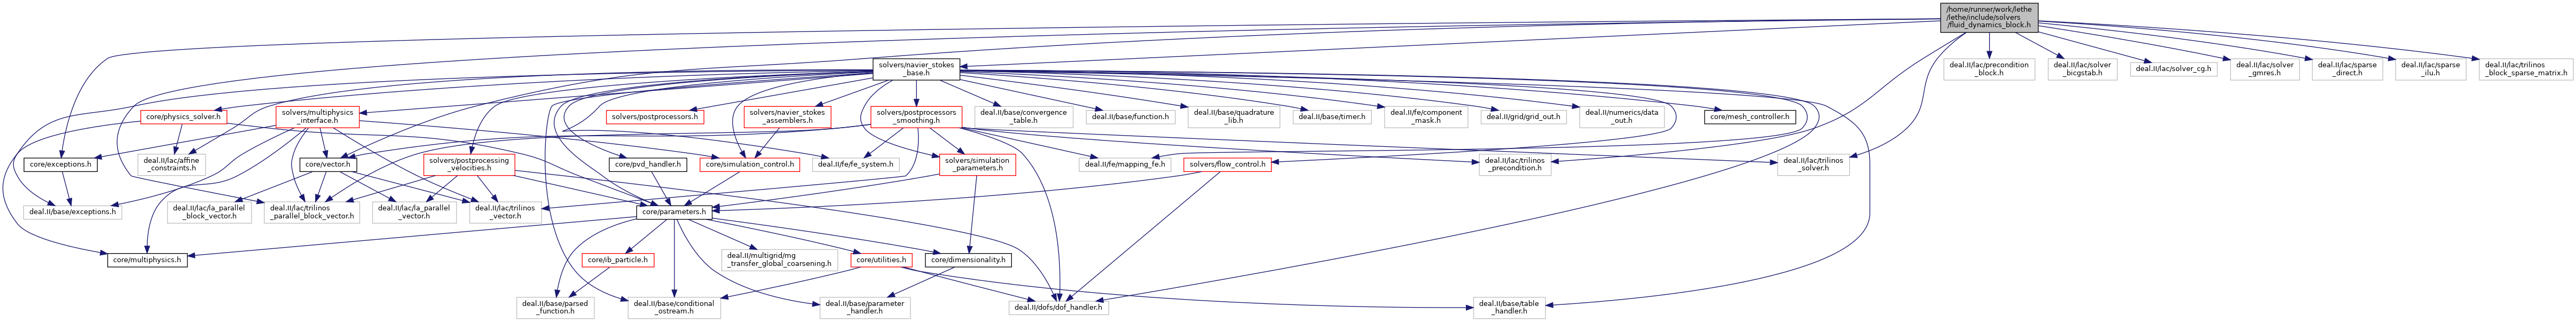 /home/runner/work/lethe
/lethe/include/solvers
/fluid_dynamics_block.h
solvers/navier_stokes
_base.h
deal.II/lac/precondition
_block.h
deal.II/lac/solver
_bicgstab.h
deal.II/lac/solver_cg.h
deal.II/lac/solver
_gmres.h
deal.II/lac/sparse
_direct.h
deal.II/lac/sparse
_ilu.h
deal.II/lac/trilinos
_block_sparse_matrix.h
core/physics_solver.h
solvers/multiphysics
_interface.h
solvers/postprocessors.h
solvers/navier_stokes
_assemblers.h
solvers/postprocessors
_smoothing.h
deal.II/base/convergence
_table.h
deal.II/base/function.h
deal.II/base/quadrature
_lib.h
deal.II/base/timer.h
deal.II/fe/component
_mask.h
deal.II/grid/grid_out.h
deal.II/numerics/data
_out.h
core/mesh_controller.h
core/exceptions.h
deal.II/lac/affine
_constraints.h
core/vector.h
solvers/postprocessing
_velocities.h
core/pvd_handler.h
core/simulation_control.h
deal.II/fe/fe_system.h
solvers/simulation
_parameters.h
deal.II/fe/mapping_fe.h
solvers/flow_control.h
deal.II/lac/trilinos
_precondition.h
deal.II/lac/trilinos
_solver.h
deal.II/base/exceptions.h
deal.II/lac/la_parallel
_block_vector.h
deal.II/lac/trilinos
_parallel_block_vector.h
deal.II/lac/la_parallel
_vector.h
deal.II/lac/trilinos
_vector.h
core/parameters.h
core/multiphysics.h
core/ib_particle.h
deal.II/multigrid/mg
_transfer_global_coarsening.h
core/utilities.h
core/dimensionality.h
deal.II/base/parsed
_function.h
deal.II/base/conditional
_ostream.h
deal.II/base/parameter
_handler.h
deal.II/dofs/dof_handler.h
deal.II/base/table
_handler.h